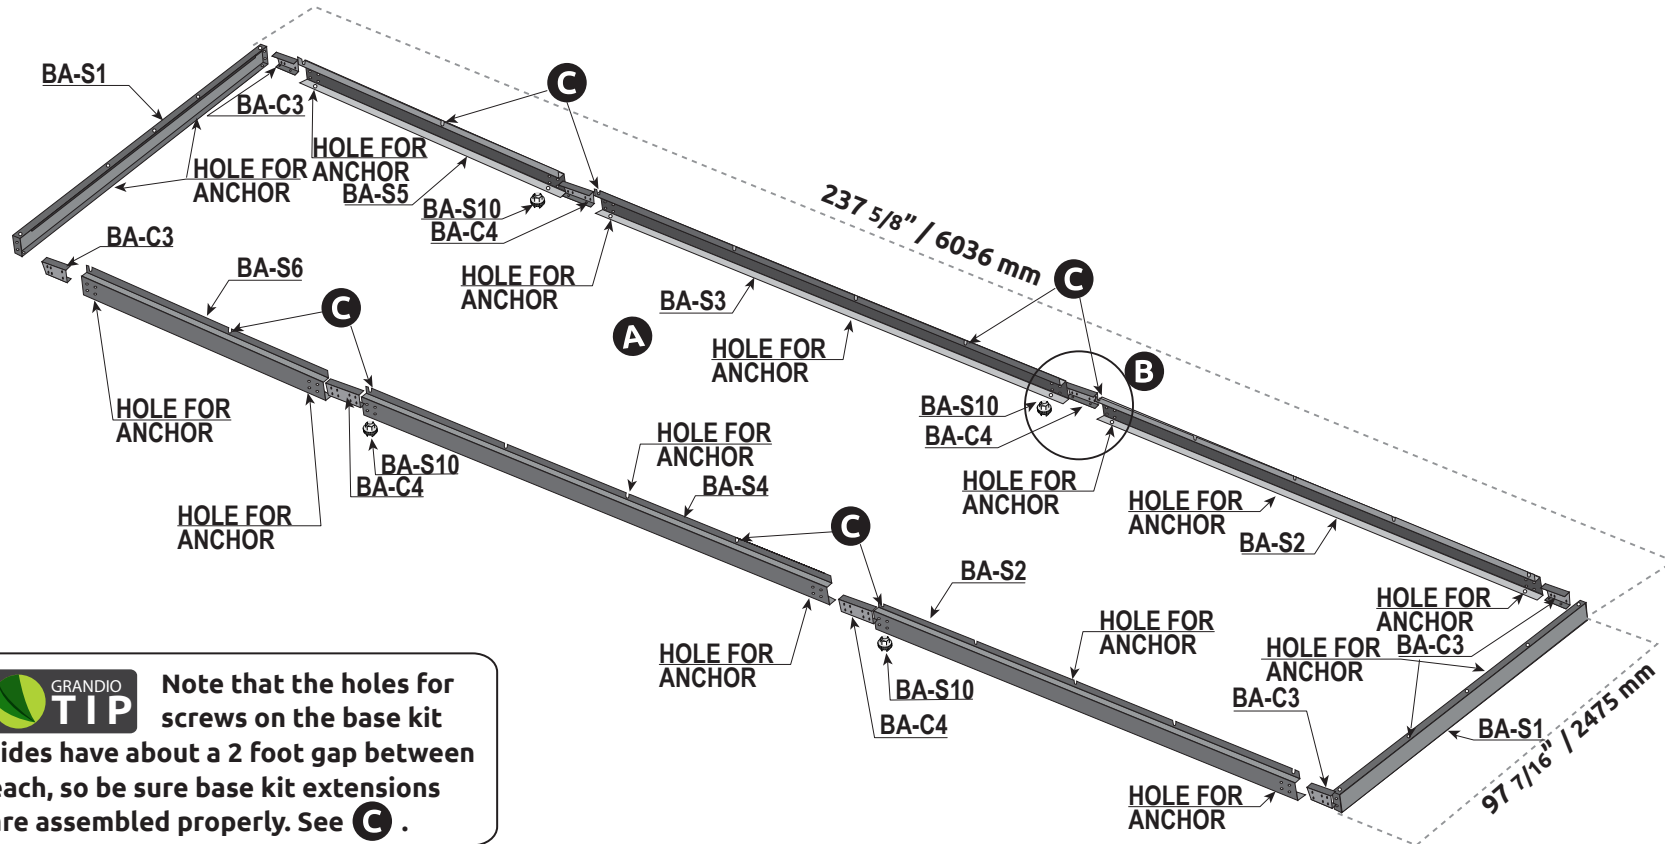 BA-S1
BA-C3
HOLE FOR
ANCHOR
HOLE FOR
ANCHOR
BA-S5
BA-S10
BA-C4
C
HOLE FOR
ANCHOR
BA-S3
237 5/8" / 6036 mm
C
B
BA-C3
BA-S6
C
A
HOLE FOR
ANCHOR
HOLE FOR
ANCHOR
BA-S10
BA-C4
HOLE FOR
ANCHOR
HOLE FOR
ANCHOR
BA-S10
BA-C4
HOLE FOR
ANCHOR
BA-S4
HOLE FOR
ANCHOR
HOLE FOR
ANCHOR
BA-S2
C
BA-S2
HOLE FOR
ANCHOR
BA-S10
BA-C4
HOLE FOR
ANCHOR
HOLE FOR
ANCHOR
BA-C3
HOLE FOR
ANCHOR
BA-C3
BA-S1
HOLE FOR
ANCHOR
97 7/16" / 2475 mm
GRANDIO
TIP
Note that the holes for
screws on the base kit
ides have about a 2 foot gap between
each, so be sure base kit extensions
are assembled properly. See C .